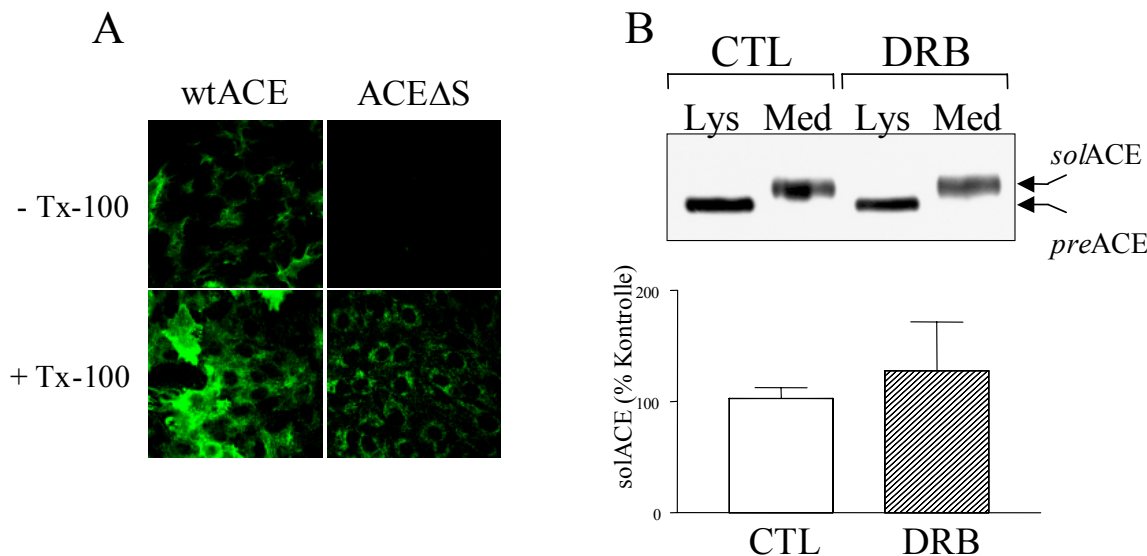 A
wtACE ACEΔS
- Tx-100
+ Tx-100
B
CTL DRB
Lys Med Lys Med
solACE
preACE
solACE (% Kontrolle)
200
100
0
CTL DRB